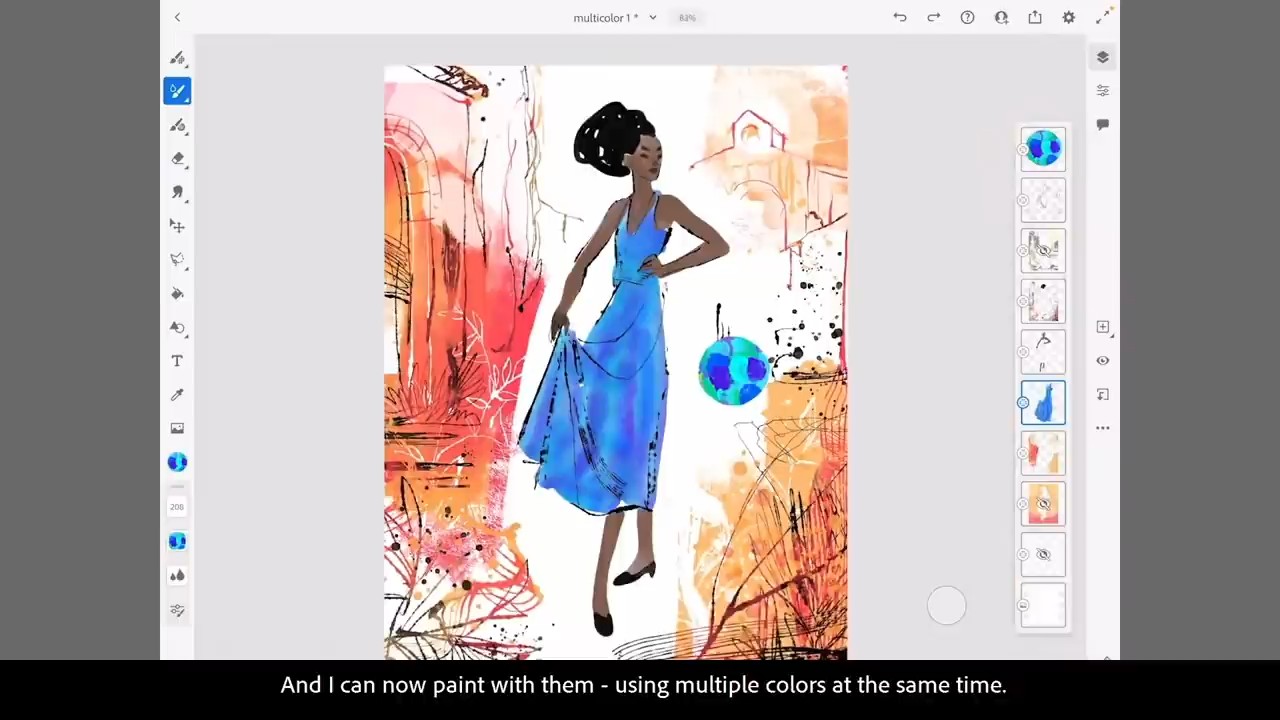 multicolor 1 *
83%
208
And I can now paint with them - using multiple colors at the same time.